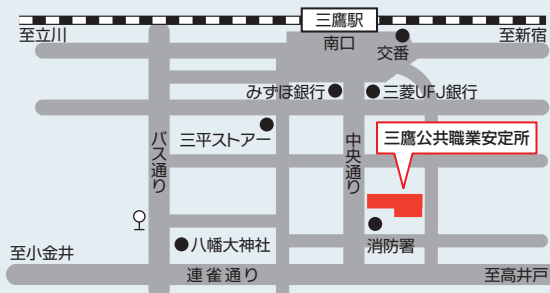 三鷹駅
至立川
南口
交番
至新宿
みずほ銀行
三菱UFJ銀行
バス通り
三平ストアー
中央通り
三鷹公共職業安定所
八幡大神社
消防署
至小金井
連雀通り
至高井戸